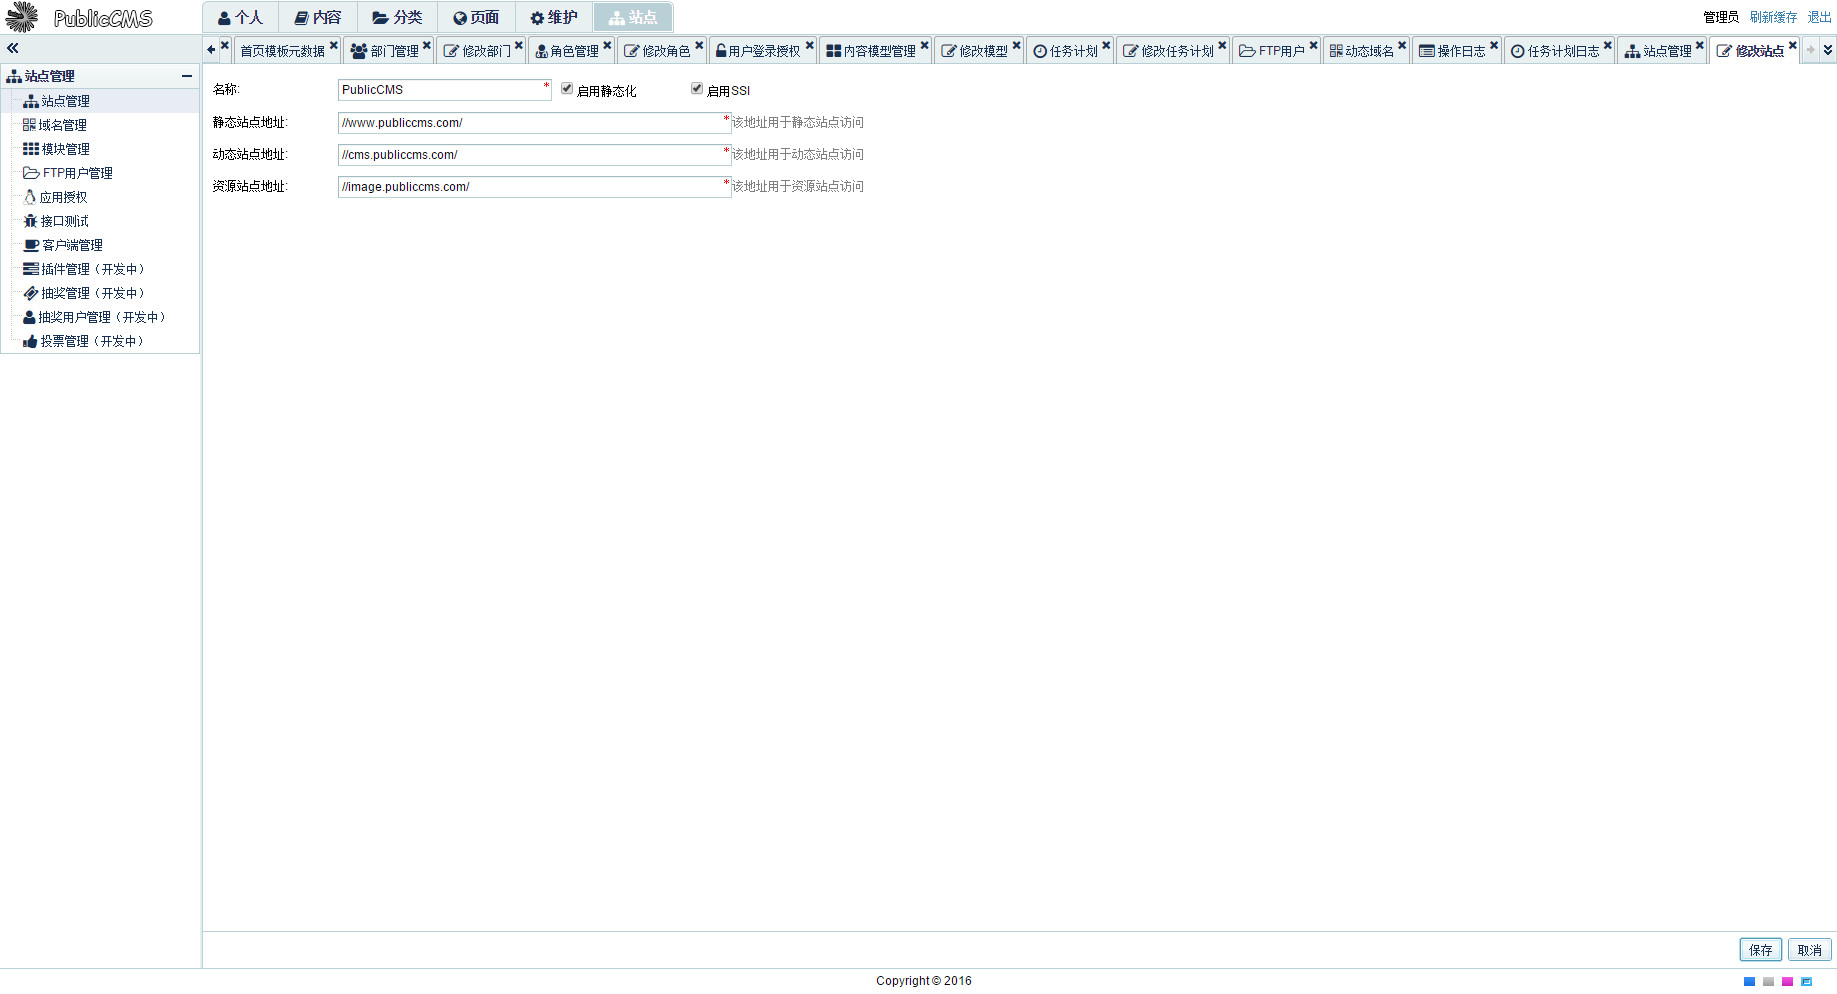 PublicCMS 个人 内容 分类 页面 维护 站点 管理员 刷新缓存 退出
首页模板元数据 部门管理 修改部门 角色管理 修改角色 用户登录授权 内容模型管理 修改模型 任务计划 修改任务计划 FTP用户 动态域名 操作日志 任务计划日志 站点管理 修改站点
站点管理
站点管理
域名管理
模块管理
FTP用户管理
应用授权
接口测试
客户端管理
插件管理（开发中）
抽奖管理（开发中）
抽奖用户管理（开发中）
投票管理（开发中）
名称: PublicCMS * 启用静态化 启用SSI
静态站点地址: //www.publiccms.com/ *该地址用于静态站点访问
动态站点地址: //cms.publiccms.com/ *该地址用于动态站点访问
资源站点地址: //image.publiccms.com/ *该地址用于资源站点访问
保存 取消
Copyright © 2016